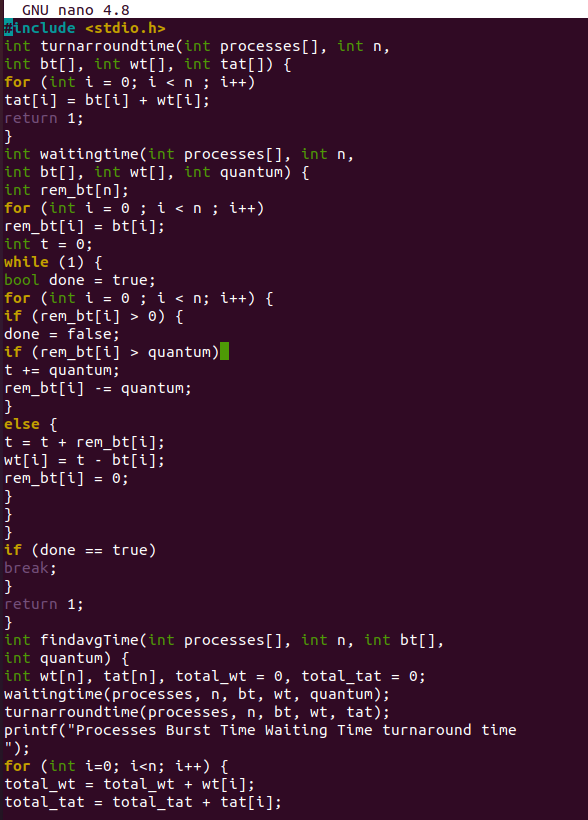 GNU nano 4.8
#include <stdio.h>
int turnarroundtime(int processes[], int n,
int bt[], int wt[], int tat[]) {
for (int i = 0; i < n ; i++)
tat[i] = bt[i] + wt[i];
return 1;
}
int waitingtime(int processes[], int n,
int bt[], int wt[], int quantum) {
int rem_bt[n];
for (int i = 0 ; i < n ; i++)
rem_bt[i] = bt[i];
int t = 0;
while (1) {
bool done = true;
for (int i = 0 ; i < n; i++) {
if (rem_bt[i] > 0) {
done = false;
if (rem_bt[i] > quantum)
t += quantum;
rem_bt[i] -= quantum;
}
else {
t = t + rem_bt[i];
wt[i] = t - bt[i];
rem_bt[i] = 0;
}
}
}
if (done == true)
break;
}
return 1;
}
int findavgTime(int processes[], int n, int bt[],
int quantum) {
int wt[n], tat[n], total_wt = 0, total_tat = 0;
waitingtime(processes, n, bt, wt, quantum);
turnarroundtime(processes, n, bt, wt, tat);
printf("Processes Burst Time Waiting Time turnaround time
");
for (int i=0; i<n; i++) {
total_wt = total_wt + wt[i];
total_tat = total_tat + tat[i];